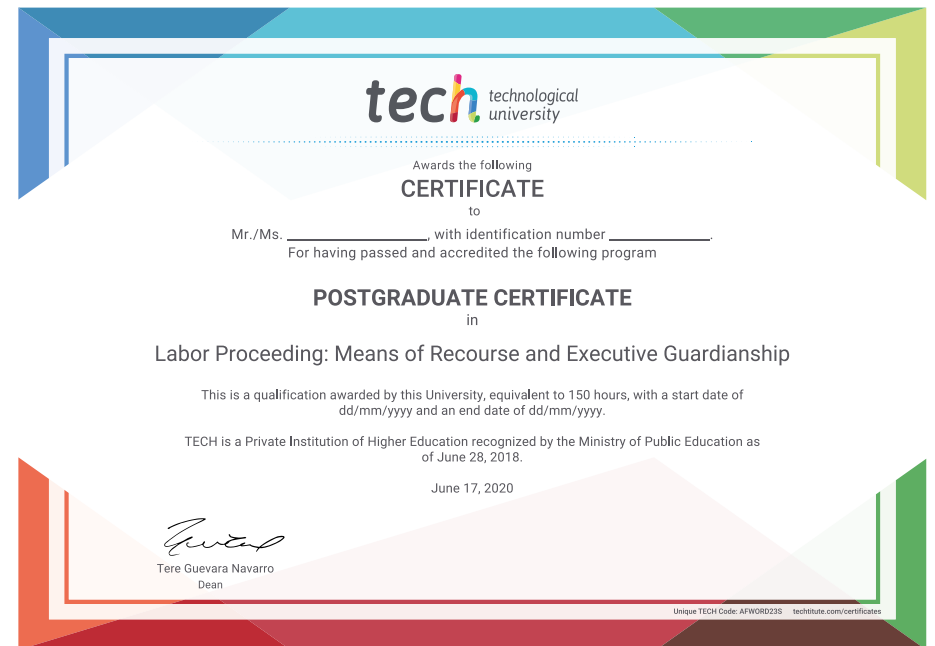 tech technological
university
Awards the following
CERTIFICATE
to
Mr./Ms. ____________, with identification number ____________.
For having passed and accredited the following program
POSTGRADUATE CERTIFICATE
in
Labor Proceeding: Means of Recourse and Executive Guardianship
This is a qualification awarded by this University, equivalent to 150 hours, with a start date of
dd/mm/yyyy and an end date of dd/mm/yyyy.
TECH is a Private Institution of Higher Education recognized by the Ministry of Public Education as
of June 28, 2018.
June 17, 2020
Tere Guevara Navarro
Dean
Unique TECH Code: AFWORD23S techtitute.com/certificates